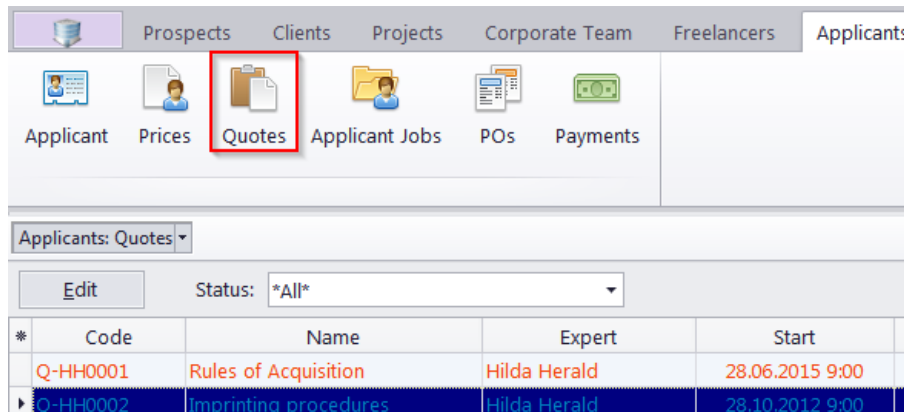 Prospects Clients Projects Corporate Team Freelancers Applicants
Applicant Prices Quotes Applicant Jobs POs Payments
Applicants: Quotes
Edit Status: *All*
Code Name Expert Start
Q-HH0001 Rules of Acquisition Hilda Herald 28.06.2015 9:00
Q-HH0002 Imprinting procedures Hilda Herald 28.10.2012 9:00